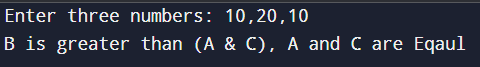 Enter three numbers: 10,20,10
B is greater than (A & C), A and C are Eqaul